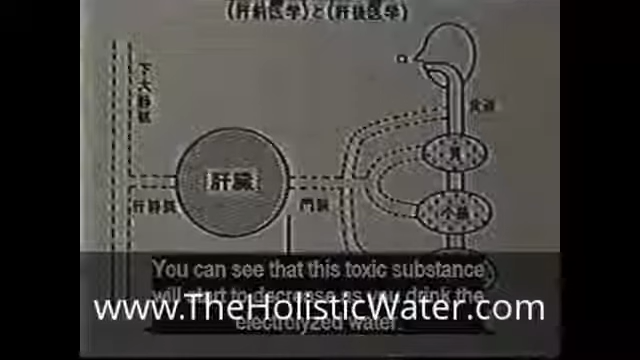 (肝前医学)と(肝後医学)
下大静脈
食道
胃
肝臓
肝静脈
門脈
小腸
You can see that this toxic substance
will start to decrease as you drink the
electrolyzed water.
www.TheHolisticWater.com